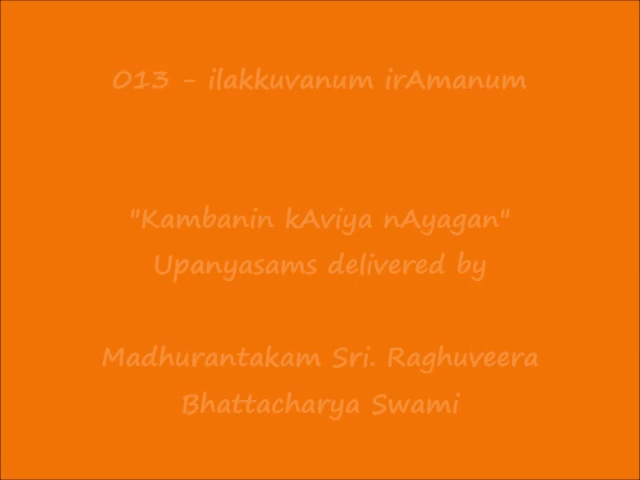 013 - ilakkuvanum irAmanum
"Kambanin kAviya nAyagan"
Upanyasams delivered by
Madhurantakam Sri. Raghuveera
Bhattacharya Swami